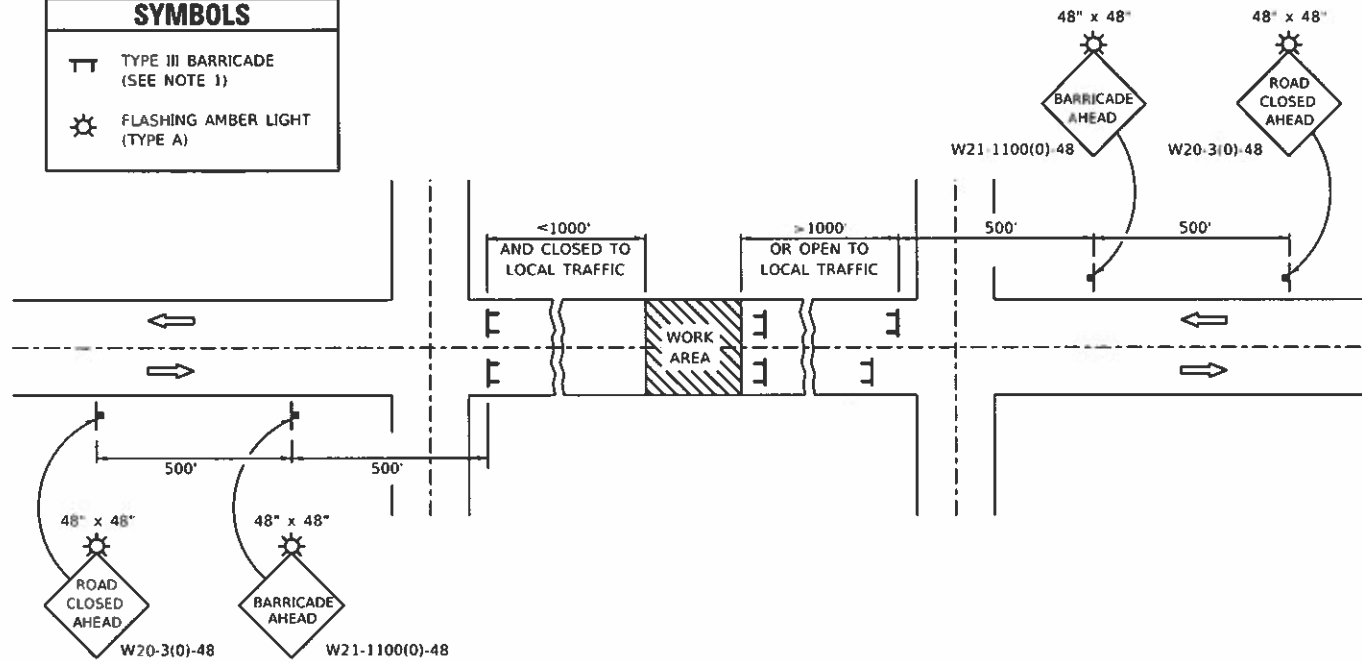 SYMBOLS
TYPE III BARRICADE
(SEE NOTE 1)
FLASHING AMBER LIGHT
(TYPE A)
48" x 48"
48" x 48"
BARRICADE
AHEAD
ROAD
CLOSED
AHEAD
W21-1100(0)-48
W20-3(0)-48
<1000'
AND CLOSED TO
LOCAL TRAFFIC
>1000'
OR OPEN TO
LOCAL TRAFFIC
500'
500'
WORK
AREA
500'
500'
48" x 48"
48" x 48"
ROAD
CLOSED
AHEAD
BARRICADE
AHEAD
W20-3(0)-48
W21-1100(0)-48